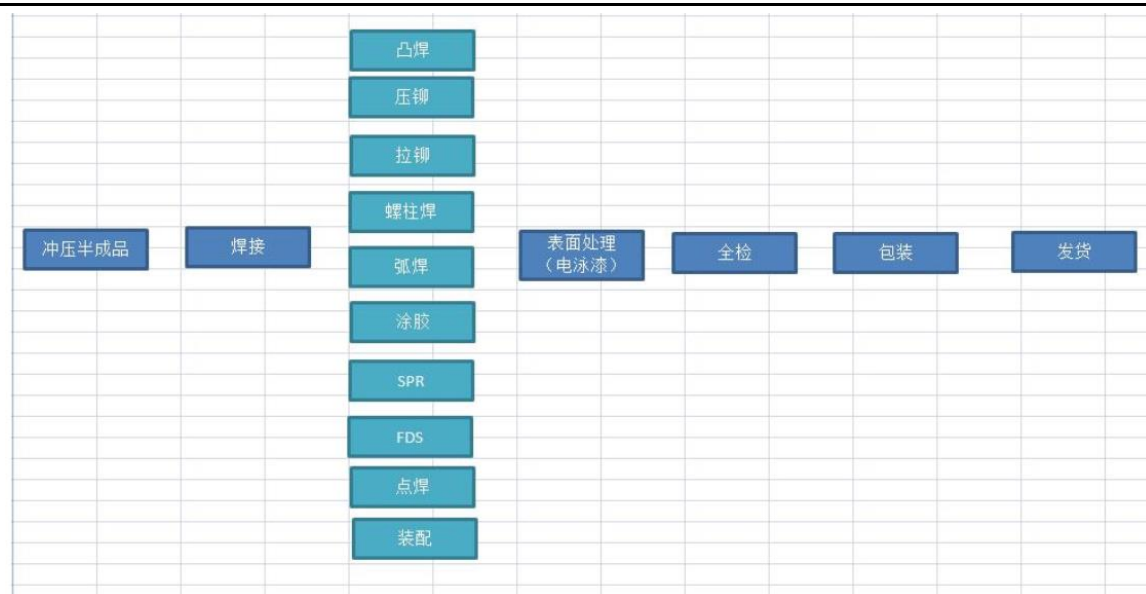 冲压半成品
焊接
凸焊
压铆
拉铆
螺柱焊
弧焊
涂胶
SPR
FDS
点焊
装配
表面处理
（电泳漆）
全检
包装
发货